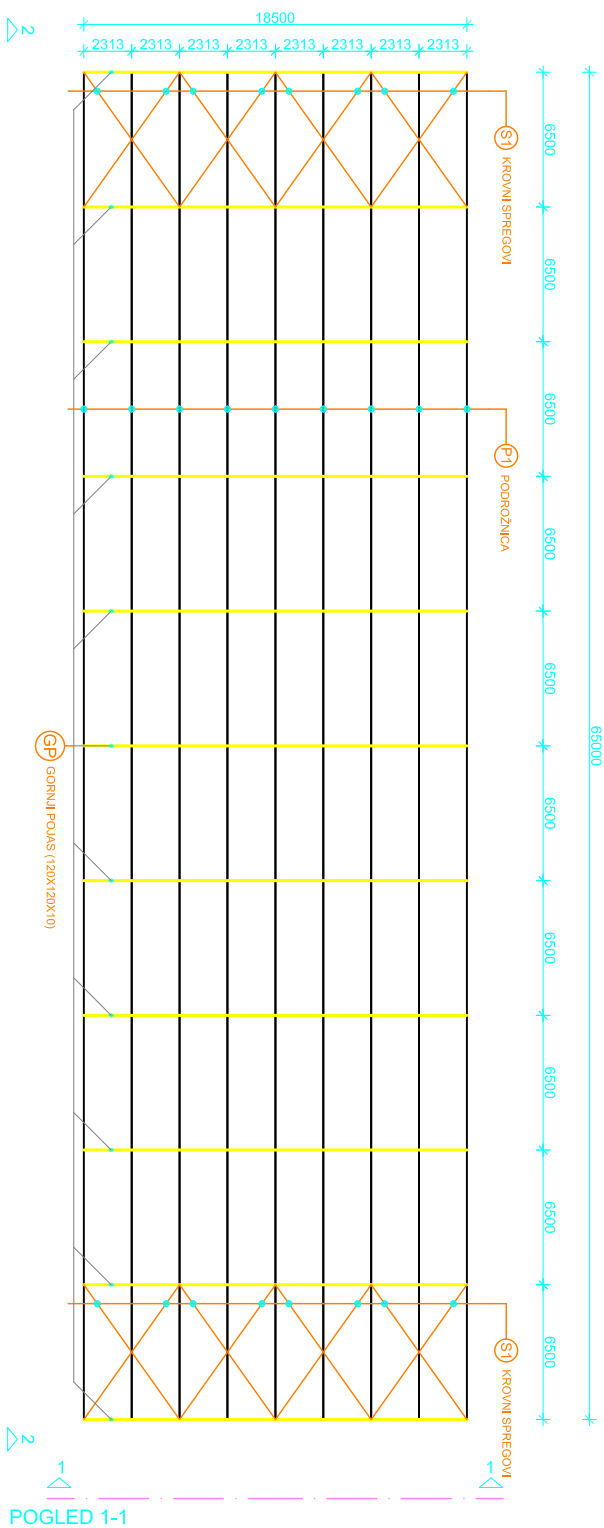 18500
2313 2313 2313 2313 2313 2313 2313 2313
2
S1 KROVNI SPREGOVI
6500
6500
6500
P1 PODROŽNICA
6500
6500
65000
GP GORNJI POJAS (120X120X10)
6500
6500
6500
6500
6500
S1 KROVNI SPREGOVI
2
1 1
POGLED 1-1